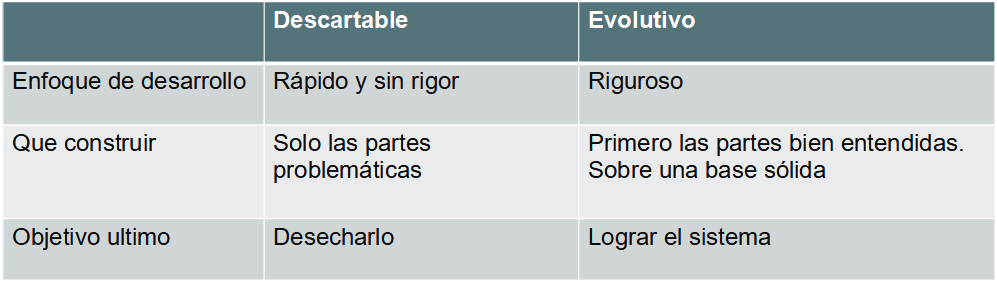 Descartable Evolutivo
Enfoque de desarrollo Rápido y sin rigor Riguroso
Que construir Solo las partes Primero las partes bien entendidas.
problemáticas Sobre una base sólida
Objetivo ultimo Desecharlo Lograr el sistema